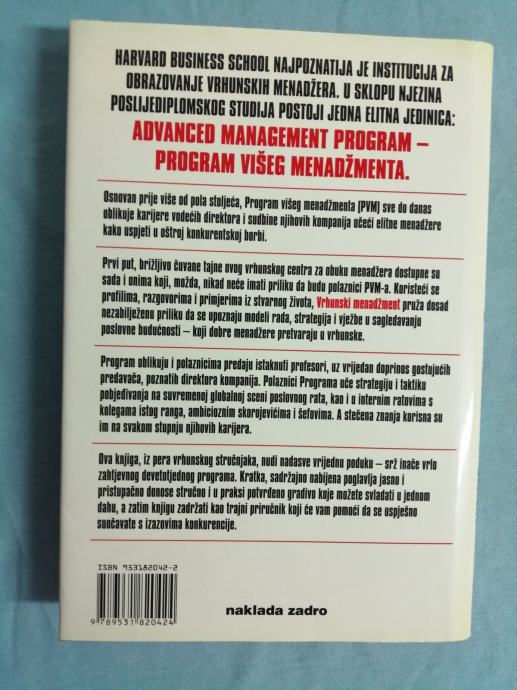 HARVARD BUSINESS SCHOOL NAJPOZNATIJA JE INSTITUCIJA ZA
OBRAZOVANJE VRHUNSKIH MENADŽERA. U SKLOPU NJEZINA
POSLIJEDIPLOMSKOG STUDIJA POSTOJI JEDNA ELITNA JEDINICA:
ADVANCED MANAGEMENT PROGRAM –
PROGRAM VIŠEG MENADŽMENTA.
Osnovan prije više od pola stoljeća, Program višeg menadžmenta (PVM) sve do danas
oblikuje karijere vodećih direktora i sudbine njihovih kompanija učeći elitne menadžere
kako uspjeti u oštroj konkurentskoj borbi.
Prvi put, brižljivo čuvane tajne ovog vrhunskog centra za obuku menadžera dostupne su
sada i onima koji, možda, nikad neće imati priliku da budu polaznici PVM-a. Koristeći se
profilima, razgovorima i primjerima iz stvarnog života, Vrhunski menadžment pruža dosad
nezabilježenu priliku da se upoznaju modeli rada, strategija i vježbe u sagledavanju
poslovne budućnosti – koji dobre menadžere pretvaraju u vrhunske.
Program oblikuju i polaznicima predaju istaknuti profesori, uz vrijedan doprinos gostujućih
predavača, poznatih direktora kompanija. Polaznici Programa uče strategiju i taktiku
pobjeđivanja na suvremenoj globalnoj sceni poslovnog rata, kao i u internim ratovima s
kolegama istog ranga, ambicioznim skorojevićima i šefovima. A stečena znanja korisna su
im na svakom stupnju njihovih karijera.
Ova knjiga, iz pera vrhunskog stručnjaka, nudi nadasve vrijednu poduku – srž inače vrlo
zahtjevnog devetotjednog programa. Kratka, sadržajno nabijena poglavlja jasno i
pristupačno donose stručno i u praksi potvrđeno gradivo koje možete svladati u jednom
dahu, a zatim knjigu zadržati kao trajni priručnik koji će vam pomoći da se uspješno
suočavate s izazovima konkurencije.
ISBN 953182042-2
9 789531 820424
naklada zadro